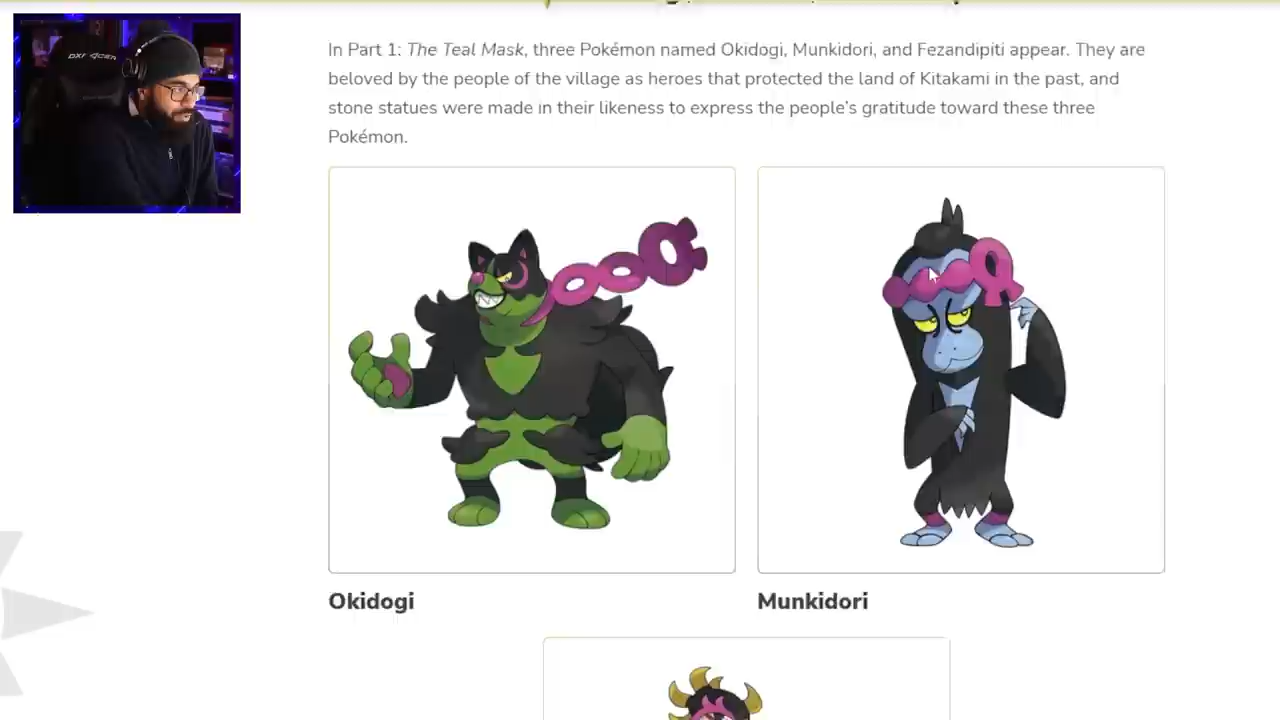 In Part 1: The Teal Mask, three Pokémon named Okidogi, Munkidori, and Fezandipiti appear. They are
beloved by the people of the village as heroes that protected the land of Kitakami in the past, and
stone statues were made in their likeness to express the people’s gratitude toward these three
Pokémon.
Okidogi
Munkidori